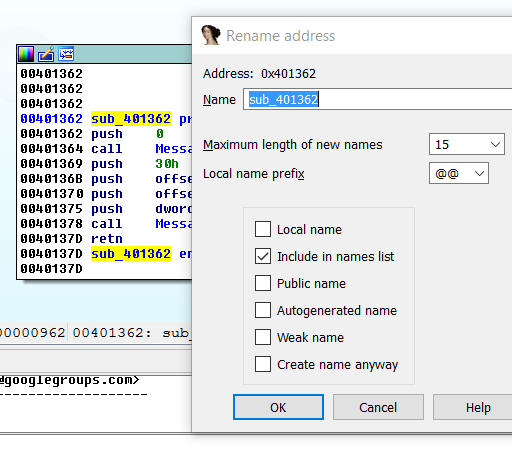 Rename address
Address: 0x401362
Name sub_401362
Maximum length of new names 15
Local name prefix @@
Local name
Include in names list
Public name
Autogenerated name
Weak name
Create name anyway
OK Cancel Help
00401362
00401362
00401362
00401362 sub_401362 pr
00401362 push 0
00401364 call Messa
00401369 push 30h
0040136B push offse
00401370 push offse
00401375 push dwor
00401378 call Messa
0040137D retn
0040137D sub_401362 en
0040137D
0040137D
00000962 00401362: sub_
@googlegroups.com>
-------------------